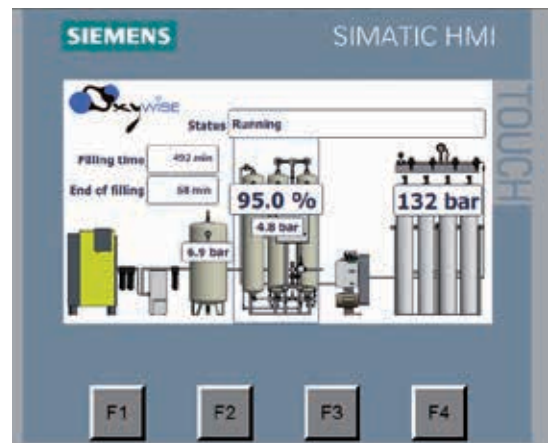 SIEMENS
SIMATIC HMI
TOUCH
Oxywise
Status Running
Filling time 492 min
End of filling 58 min
95.0 %
132 bar
4.8 bar
6.9 bar
F1 F2 F3 F4